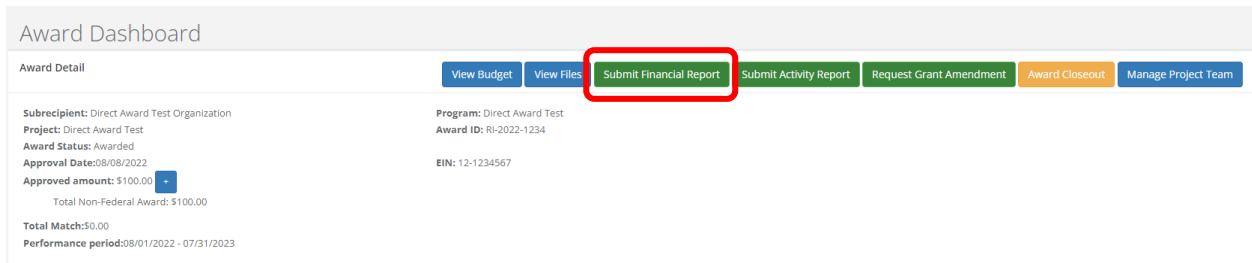 Award Dashboard
Award Detail
View Budget View Files Submit Financial Report Submit Activity Report Request Grant Amendment Award Closeout Manage Project Team
Subrecipient: Direct Award Test Organization
Program: Direct Award Test
Project: Direct Award Test
Award ID: RI-2022-1234
Award Status: Awarded
Approval Date:08/08/2022
EIN: 12-1234567
Approved amount: $100.00 +
Total Non-Federal Award: $100.00
Total Match:$0.00
Performance period:08/01/2022 - 07/31/2023